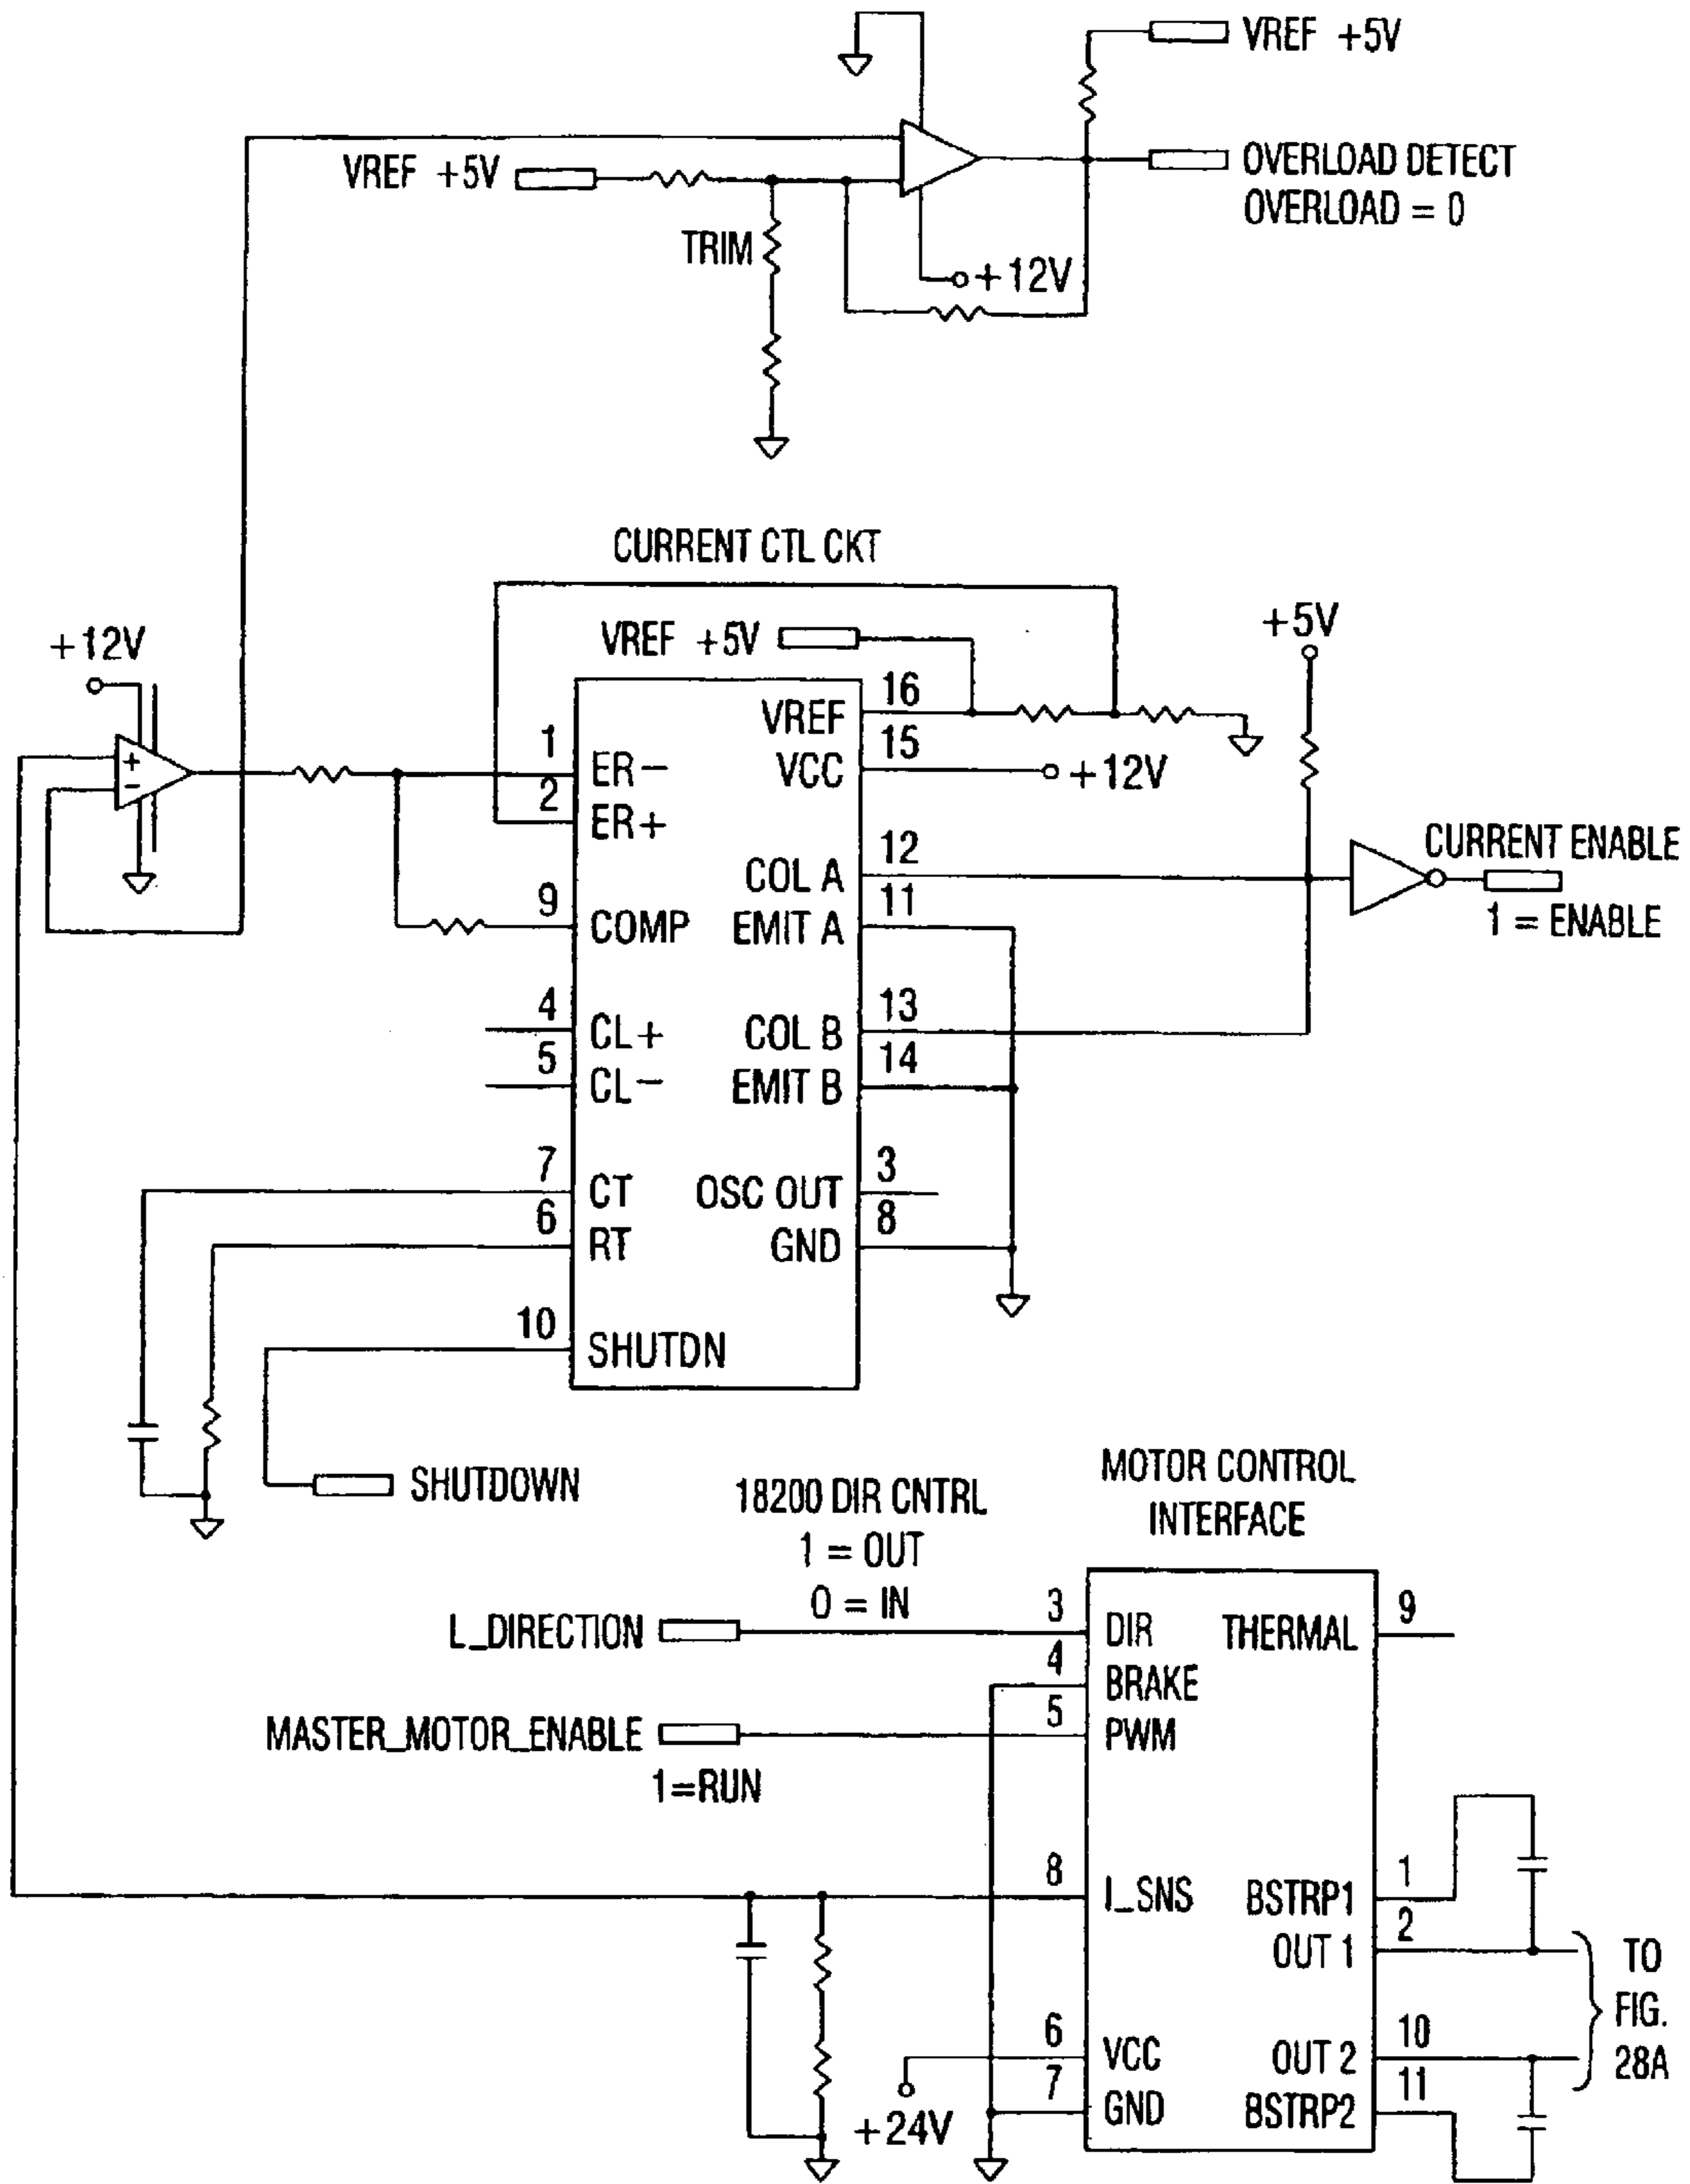 VREF +5V
VREF +5V
OVERLOAD DETECT
OVERLOAD = 0
TRIM
+12V
CURRENT CTL CKT
+12V
VREF +5V
+5V
16
VREF
15
VCC
+12V
1
ER-
2
ER+
+
-
12
COL A
11
EMIT A
CURRENT ENABLE
1 = ENABLE
9
COMP
4
CL+
5
CL-
13
COL B
14
EMIT B
7
CT
6
RT
3
OSC OUT
8
GND
10
SHUTDN
SHUTDOWN
18200 DIR CNTRL
1 = OUT
0 = IN
MOTOR CONTROL
INTERFACE
L_DIRECTION
3
DIR
THERMAL
9
4
BRAKE
MASTER_MOTOR_ENABLE
1=RUN
5
PWM
8
I_SNS
1
BSTRP1
2
OUT 1
6
VCC
+24V
7
GND
10
OUT 2
11
BSTRP2
TO
FIG.
28A